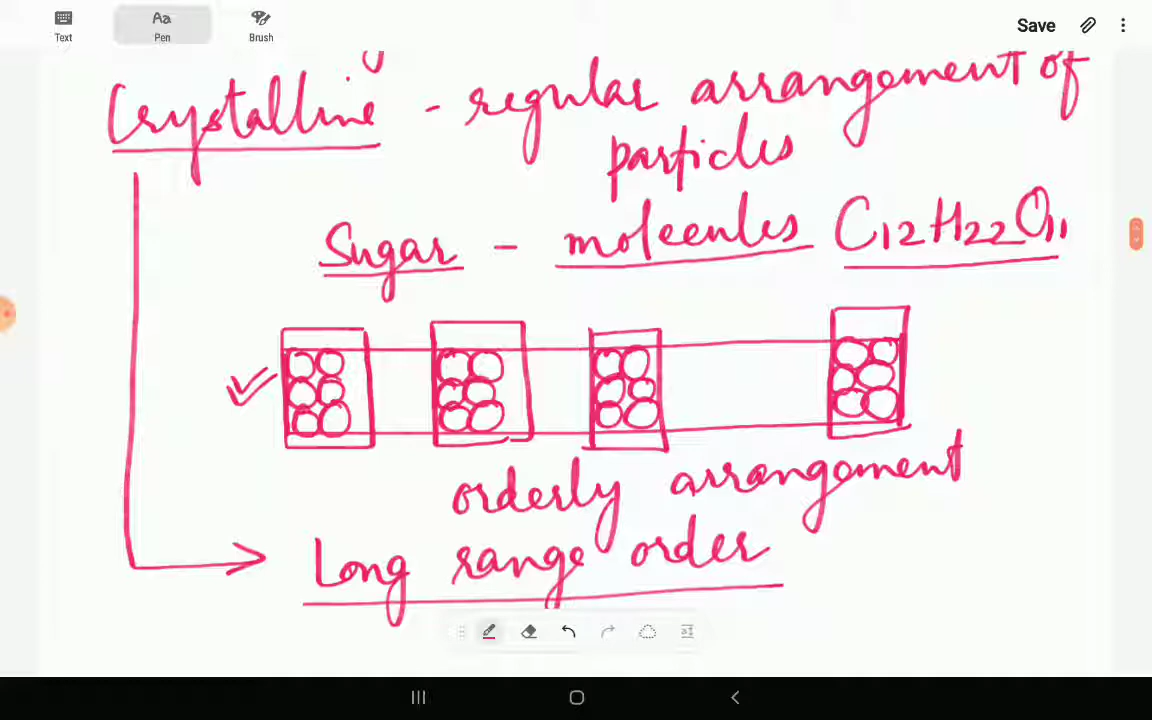 Save
Text
Pen
Brush
Crystalline - regular arrangement of
particles
Sugar - molecules C12H22O11
orderly arrangement
Long range order